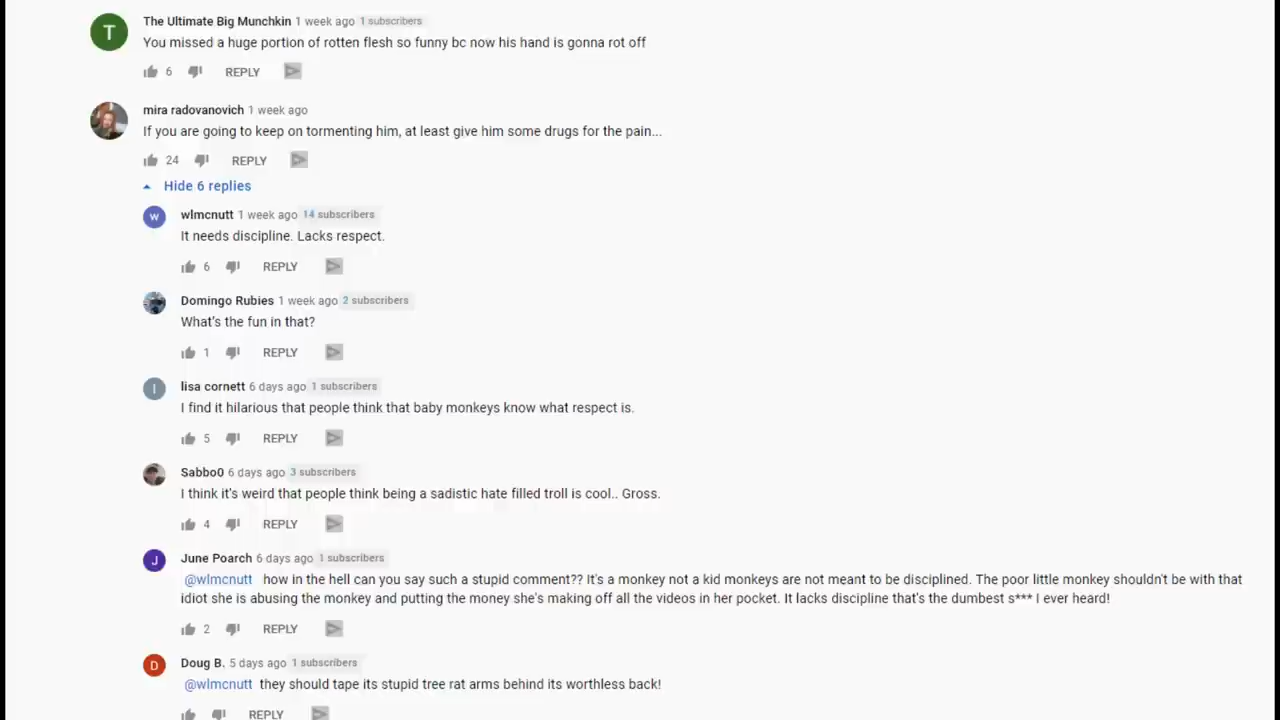 T
The Ultimate Big Munchkin 1 week ago 1 subscribers
You missed a huge portion of rotten flesh so funny bc now his hand is gonna rot off
6 REPLY
mira radovanovich 1 week ago
If you are going to keep on tormenting him, at least give him some drugs for the pain...
24 REPLY
Hide 6 replies
w
wlmcnutt 1 week ago 14 subscribers
It needs discipline. Lacks respect.
6 REPLY
Domingo Rubies 1 week ago 2 subscribers
What's the fun in that?
1 REPLY
l
lisa cornett 6 days ago 1 subscribers
I find it hilarious that people think that baby monkeys know what respect is.
5 REPLY
Sabbo0 6 days ago 3 subscribers
I think it's weird that people think being a sadistic hate filled troll is cool.. Gross.
4 REPLY
J
June Poarch 6 days ago 1 subscribers
@wlmcnutt how in the hell can you say such a stupid comment?? It's a monkey not a kid monkeys are not meant to be disciplined. The poor little monkey shouldn't be with that
idiot she is abusing the monkey and putting the money she's making off all the videos in her pocket. It lacks discipline that's the dumbest s*** I ever heard!
2 REPLY
D
Doug B. 5 days ago 1 subscribers
@wlmcnutt they should tape its stupid tree rat arms behind its worthless back!
REPLY